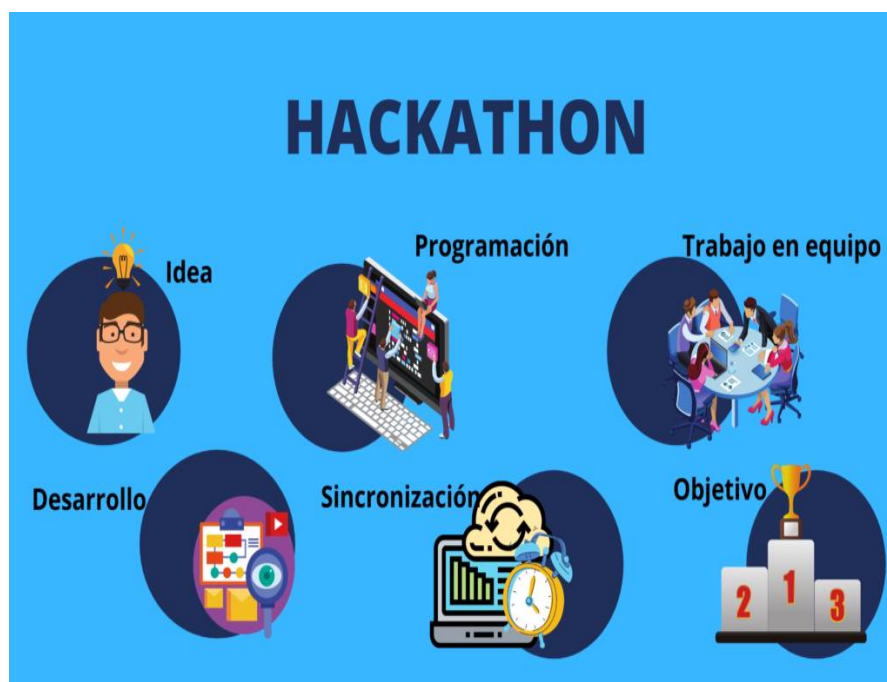 HACKATHON
Idea
Programación
Trabajo en equipo
Desarrollo
Sincronización
Objetivo
2
1
3